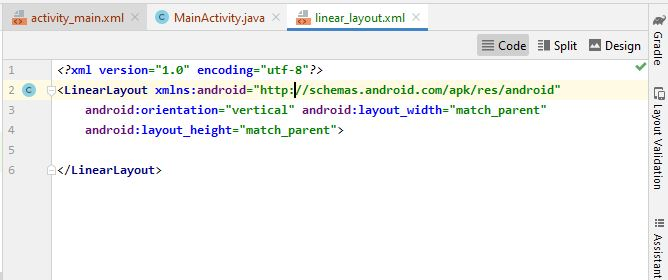 activity_main.xml MainActivity.java linear_layout.xml
Code Split Design
1 <?xml version="1.0" encoding="utf-8"?>
2 <LinearLayout xmlns:android="http://schemas.android.com/apk/res/android"
3 android:orientation="vertical" android:layout_width="match_parent"
4 android:layout_height="match_parent">
5
6 </LinearLayout>
Gradle
Layout Validation
Assistant